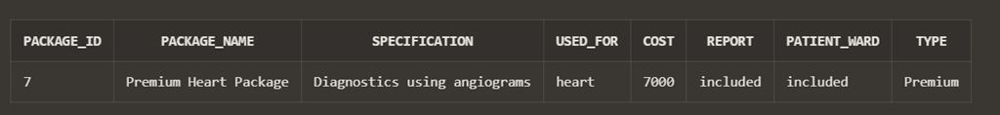 PACKAGE_ID PACKAGE_NAME SPECIFICATION USED_FOR COST REPORT PATIENT_WARD TYPE
7 Premium Heart Package Diagnostics using angiograms heart 7000 included included Premium